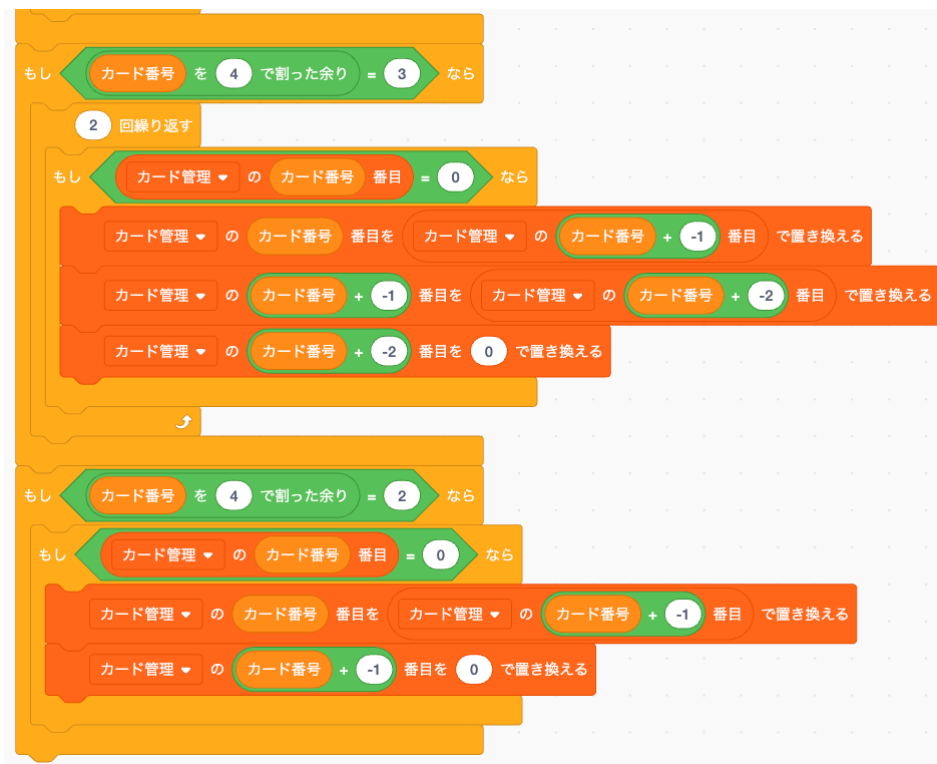 もし カード番号 を 4 で割った余り = 3 なら
2 回繰り返す
もし カード管理 の カード番号 番目 = 0 なら
カード管理 の カード番号 番目を カード管理 の カード番号 + -1 番目 で置き換える
カード管理 の カード番号 + -1 番目を カード管理 の カード番号 + -2 番目 で置き換える
カード管理 の カード番号 + -2 番目を 0 で置き換える
もし カード番号 を 4 で割った余り = 2 なら
もし カード管理 の カード番号 番目 = 0 なら
カード管理 の カード番号 番目を カード管理 の カード番号 + -1 番目 で置き換える
カード管理 の カード番号 + -1 番目を 0 で置き換える